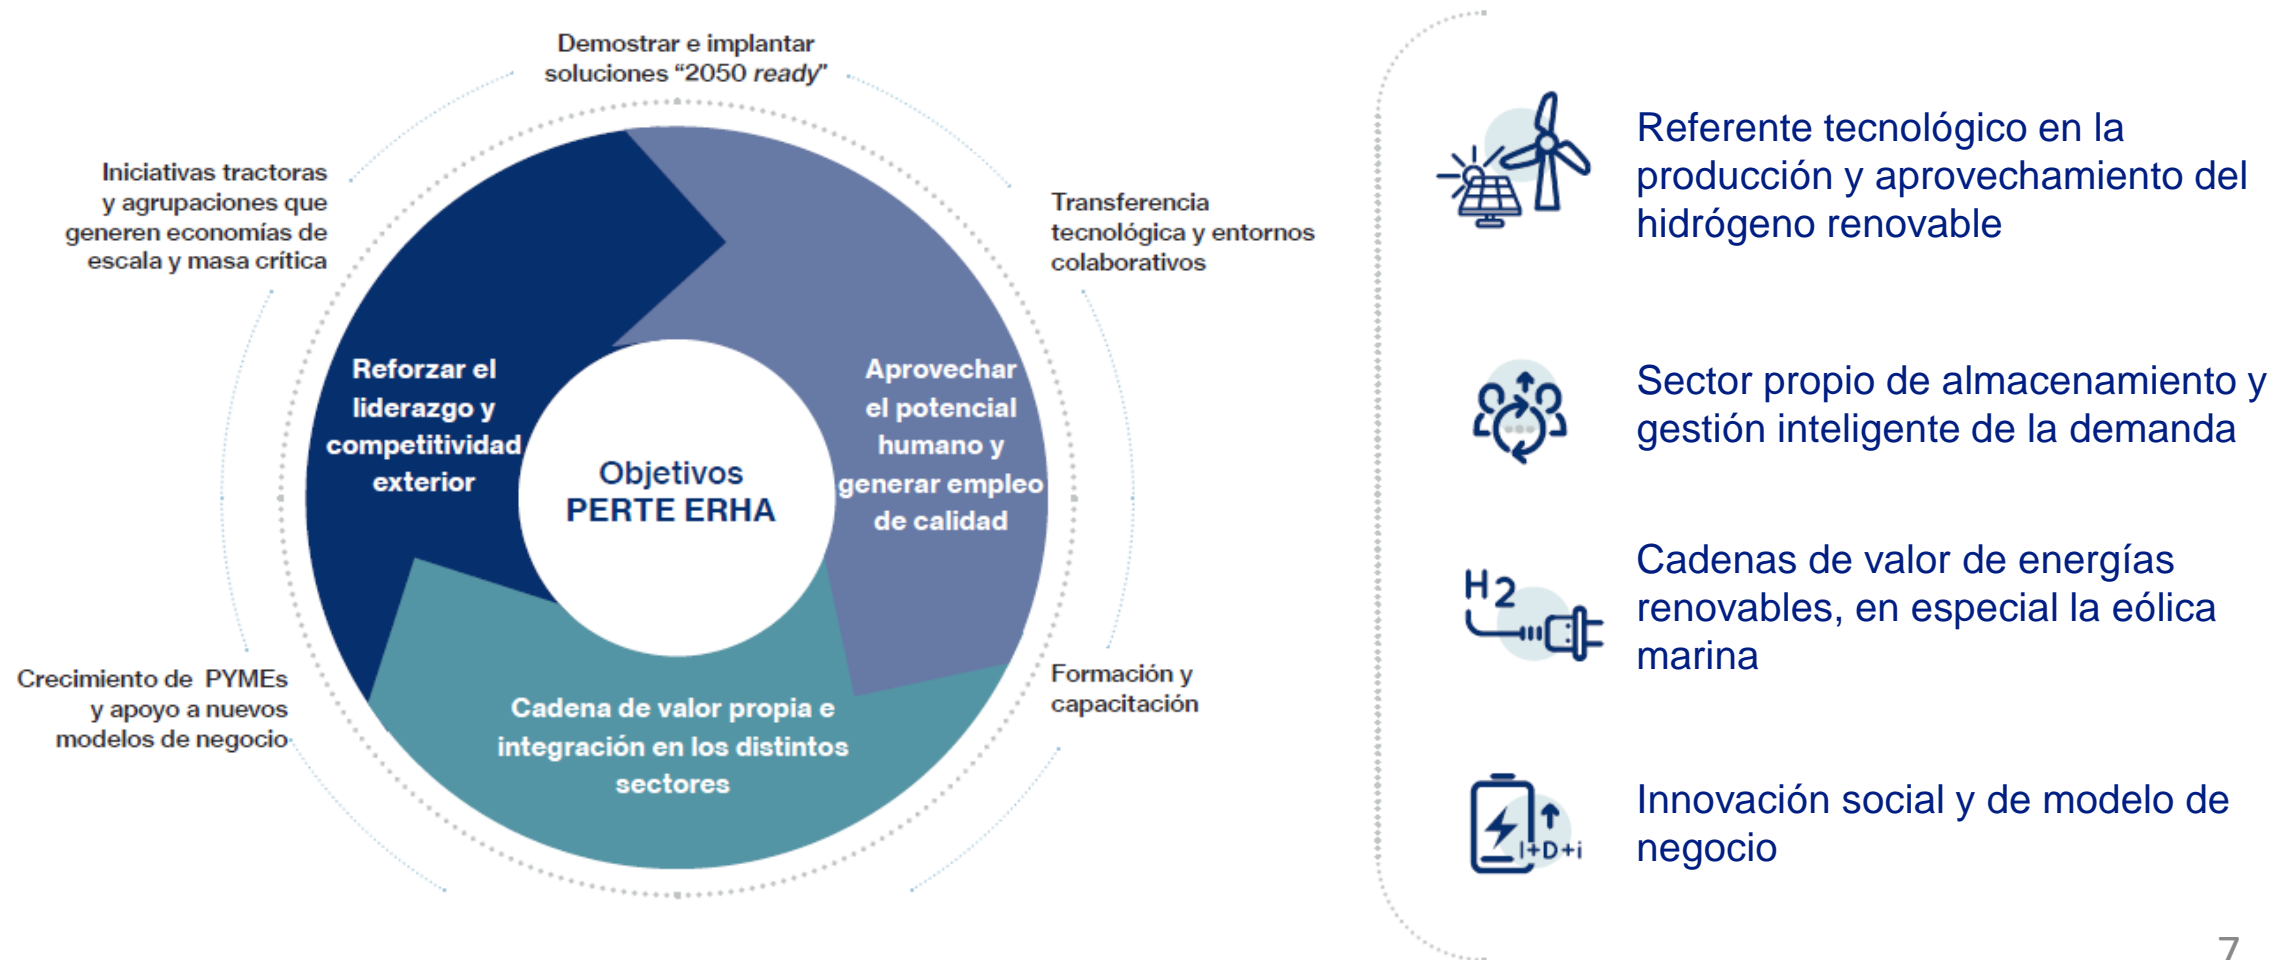 Demostrar e implantar
soluciones “2050 ready”
Iniciativas tractoras
y agrupaciones que
generen economías de
escala y masa crítica
Transferencia
tecnológica y entornos
colaborativos
Reforzar el
liderazgo y
competitividad
exterior
Objetivos
PERTE ERHA
Aprovechar
el potencial
humano y
generar empleo
de calidad
Cadena de valor propia e
integración en los distintos
sectores
Crecimiento de PYMEs
y apoyo a nuevos
modelos de negocio
Formación y
capacitación
Referente tecnológico en la
producción y aprovechamiento del
hidrógeno renovable
Sector propio de almacenamiento y
gestión inteligente de la demanda
H2
Cadenas de valor de energías
renovables, en especial la eólica
marina
I+D+i
Innovación social y de modelo de
negocio
7